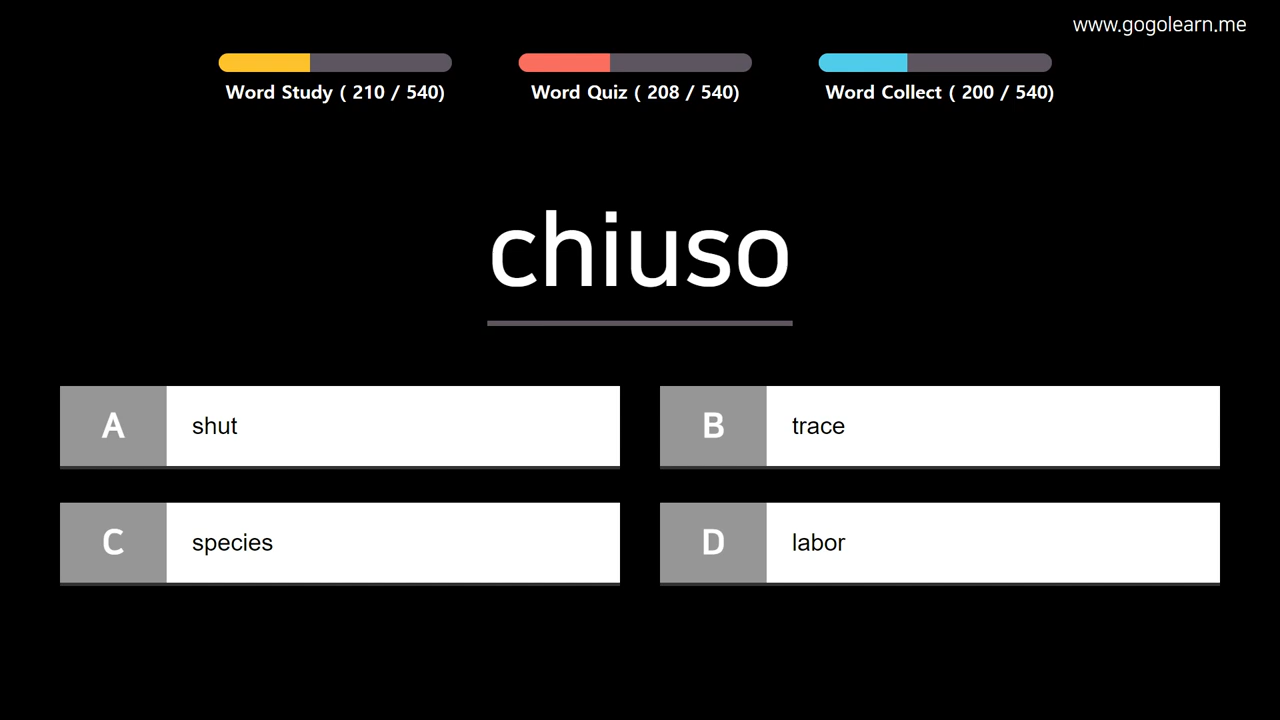 www.gogolearn.me
Word Study ( 210 / 540)
Word Quiz ( 208 / 540)
Word Collect ( 200 / 540)
chiuso
A shut
B trace
C species
D labor